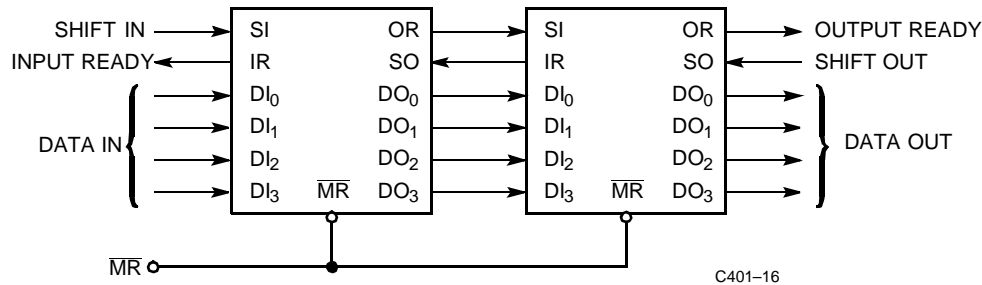 SHIFT IN SI OR SI OR OUTPUT READY
INPUT READY IR SO IR SO SHIFT OUT
DI0 DO0 DI0 DO0
DI1 DO1 DI1 DO1
DATA IN DATA OUT
DI2 DO2 DI2 DO2
DI3 MR DO3 DI3 MR DO3
MR
C401–16